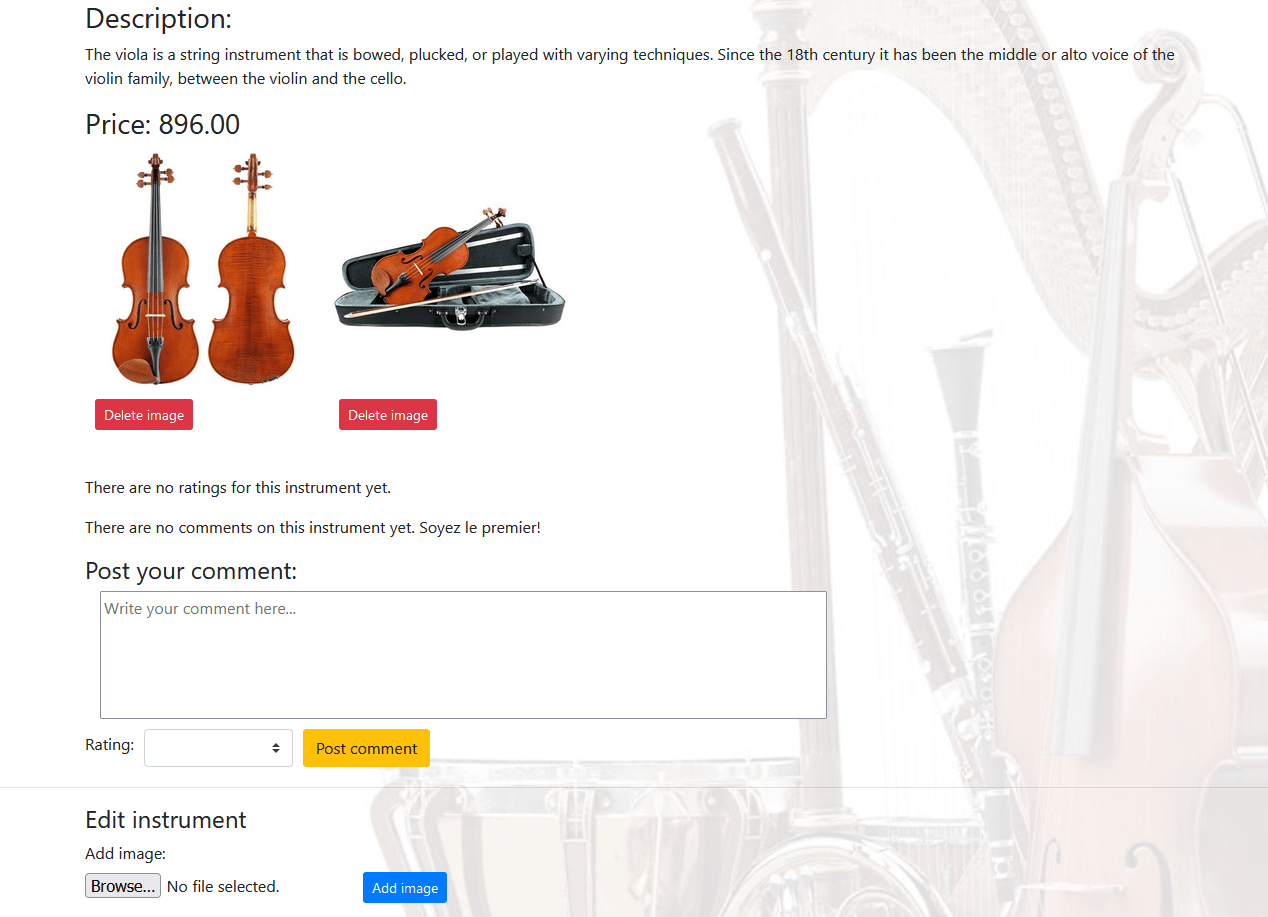 Description:
The viola is a string instrument that is bowed, plucked, or played with varying techniques. Since the 18th century it has been the middle or alto voice of the
violin family, between the violin and the cello.
Price: 896.00
Delete image Delete image
There are no ratings for this instrument yet.
There are no comments on this instrument yet. Soyez le premier!
Post your comment:
Write your comment here...
Rating: Post comment
Edit instrument
Add image:
Browse... No file selected. Add image